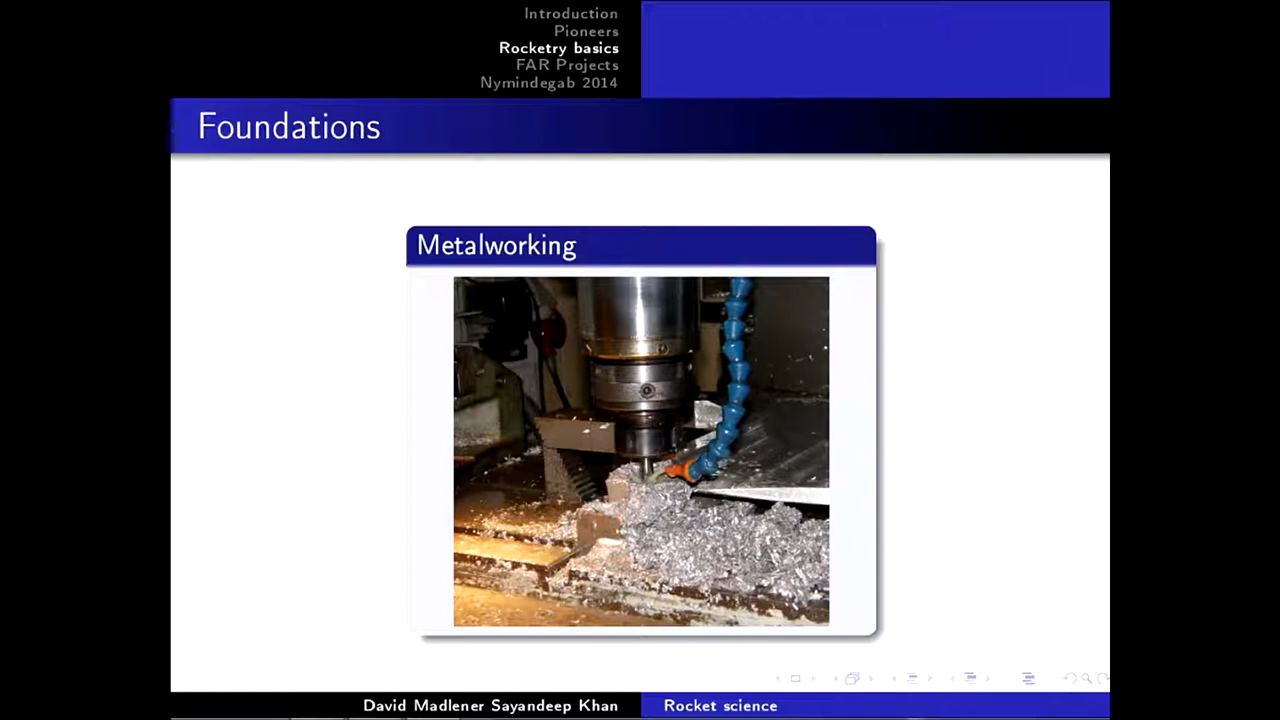 Introduction
Pioneers
Rocketry basics
FAR Projects
Nymindegab 2014
Foundations
Metalworking
David Madlener Sayandeep Khan
Rocket science